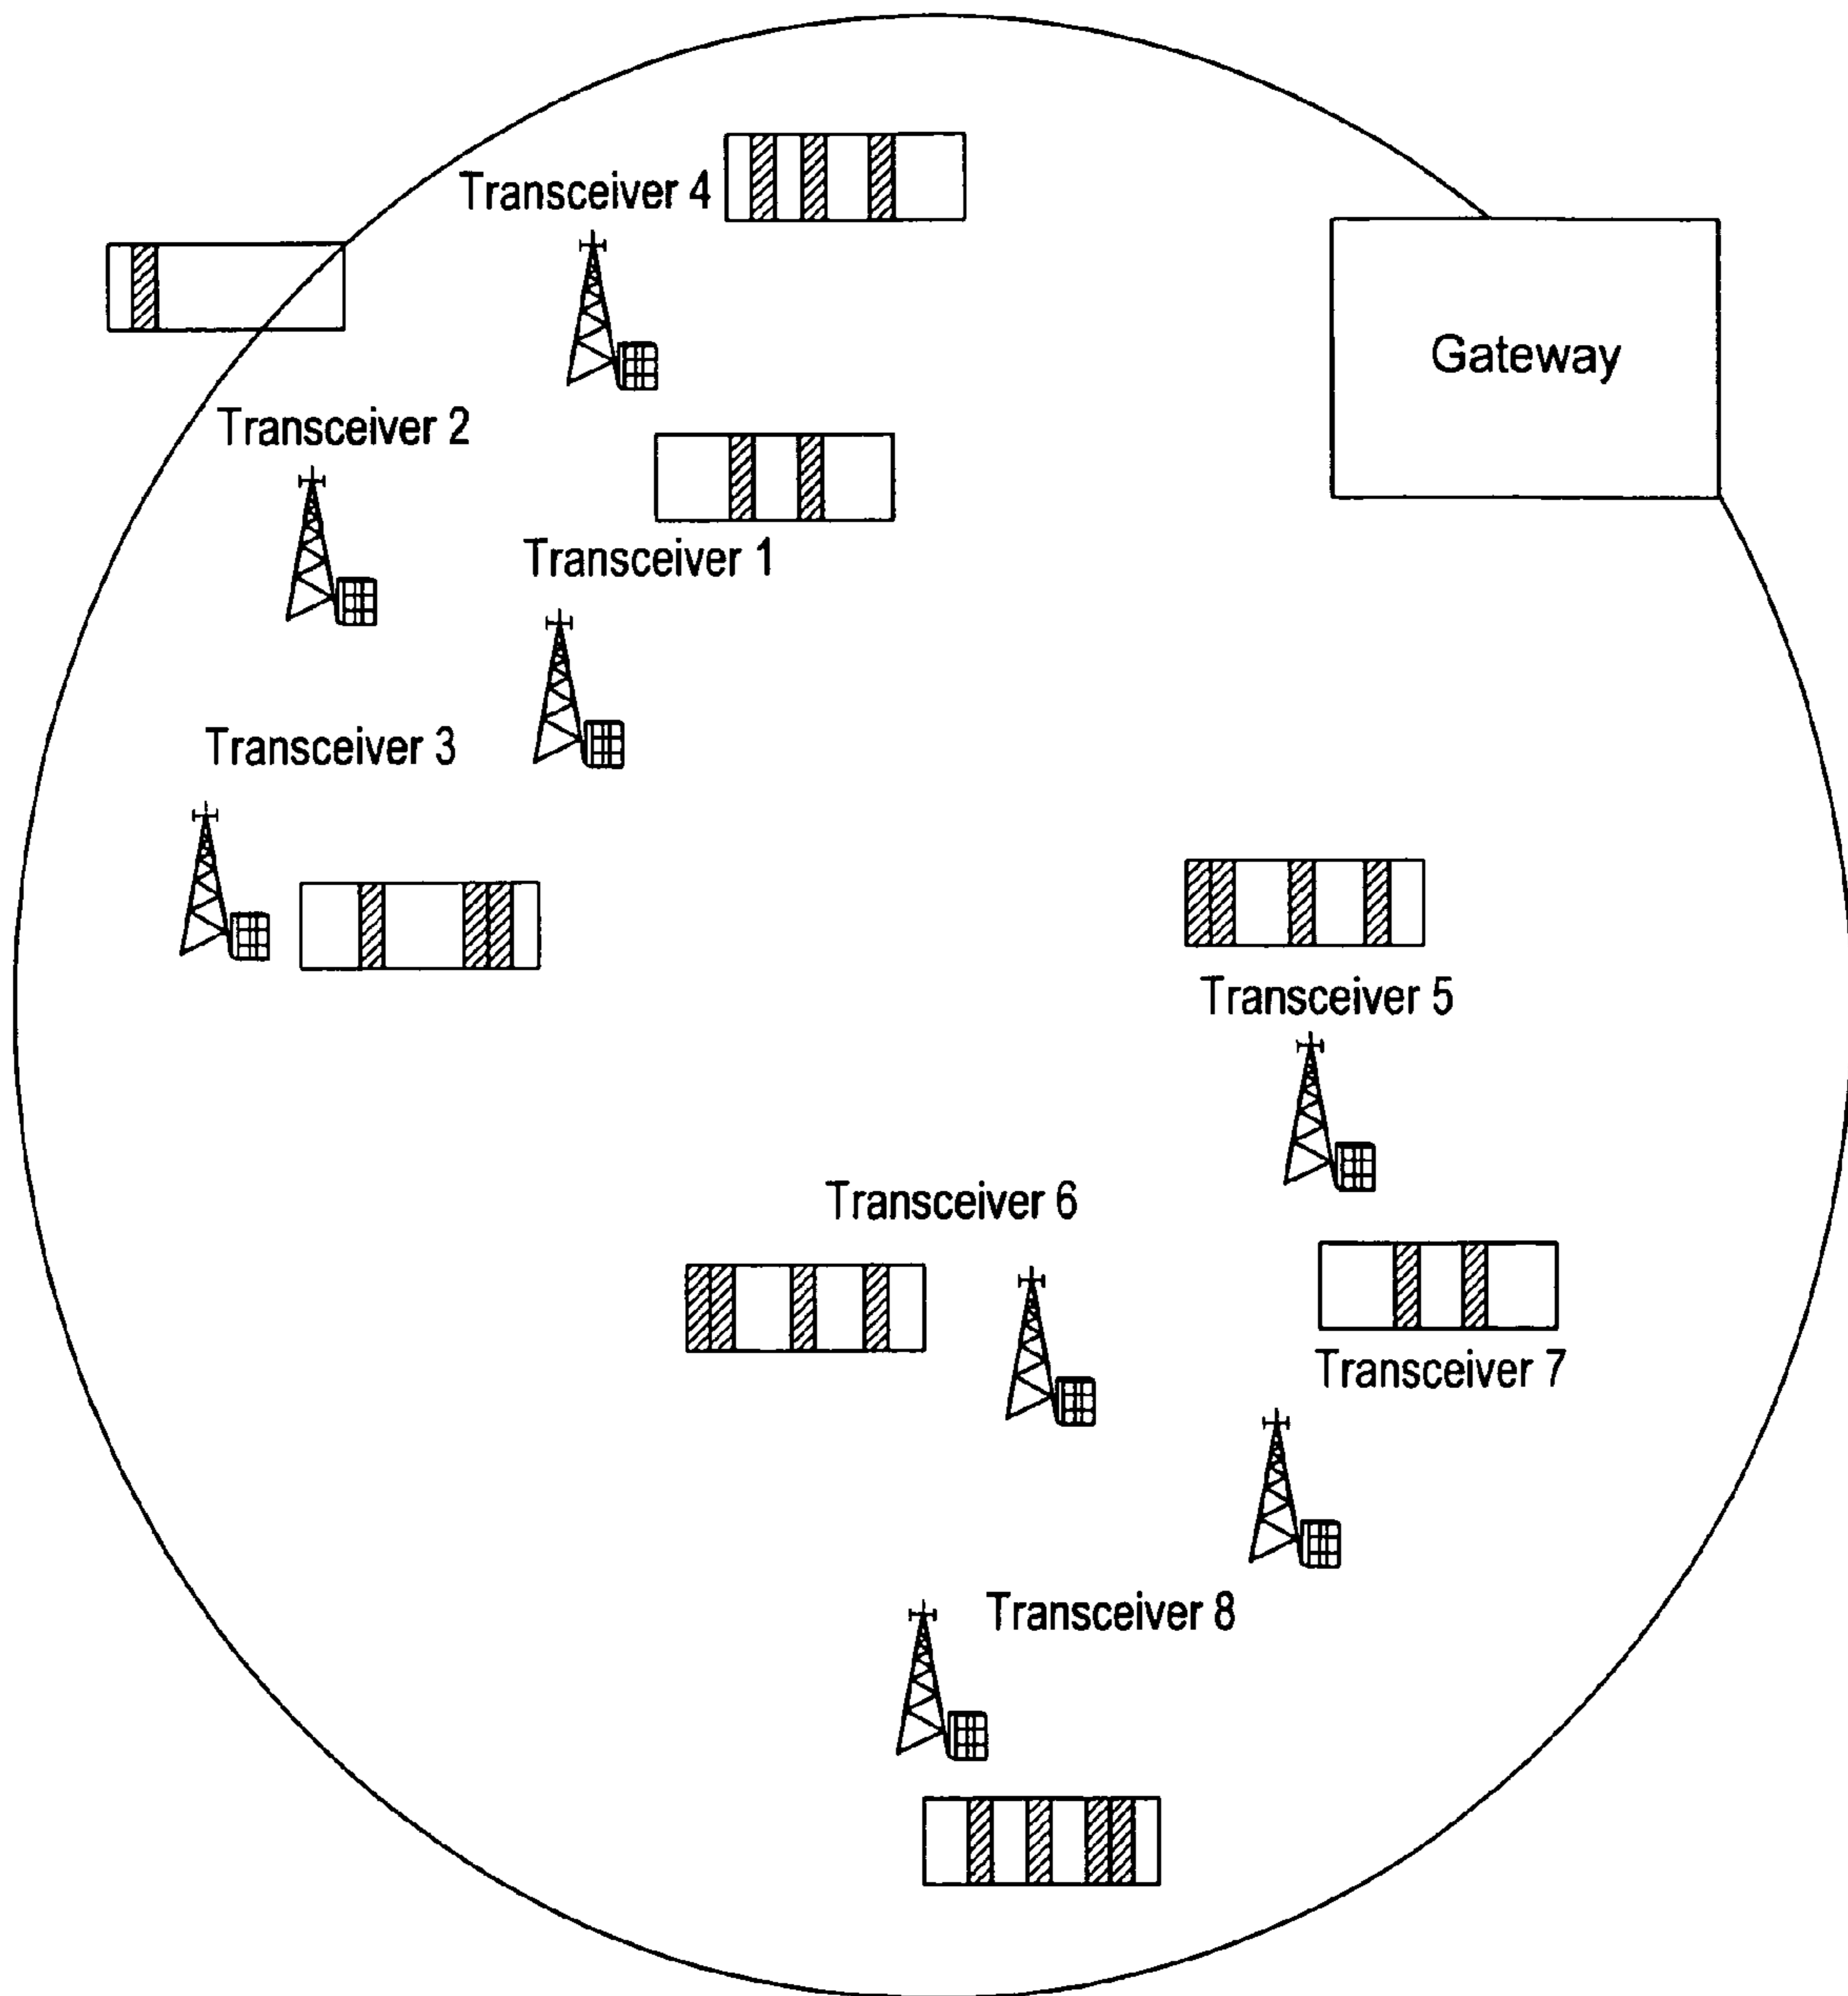 Transceiver 4
Gateway
Transceiver 2
Transceiver 1
Transceiver 3
Transceiver 5
Transceiver 6
Transceiver 7
Transceiver 8